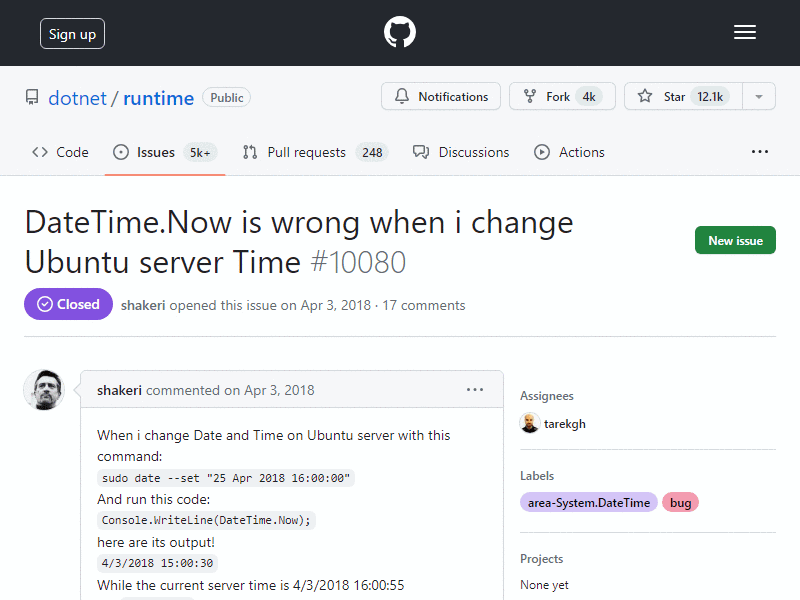 Sign up
dotnet / runtime Public
Notifications Fork 4k Star 12.1k
Code Issues 5k+ Pull requests 248 Discussions Actions
DateTime.Now is wrong when i change
Ubuntu server Time #10080
New issue
Closed shakeri opened this issue on Apr 3, 2018 · 17 comments
shakeri commented on Apr 3, 2018
When i change Date and Time on Ubuntu server with this
command:
sudo date --set "25 Apr 2018 16:00:00"
And run this code:
Console.WriteLine(DateTime.Now);
here are its output!
4/3/2018 15:00:30
While the current server time is 4/3/2018 16:00:55
Assignees
tarekgh
Labels
area-System.DateTime bug
Projects
None yet